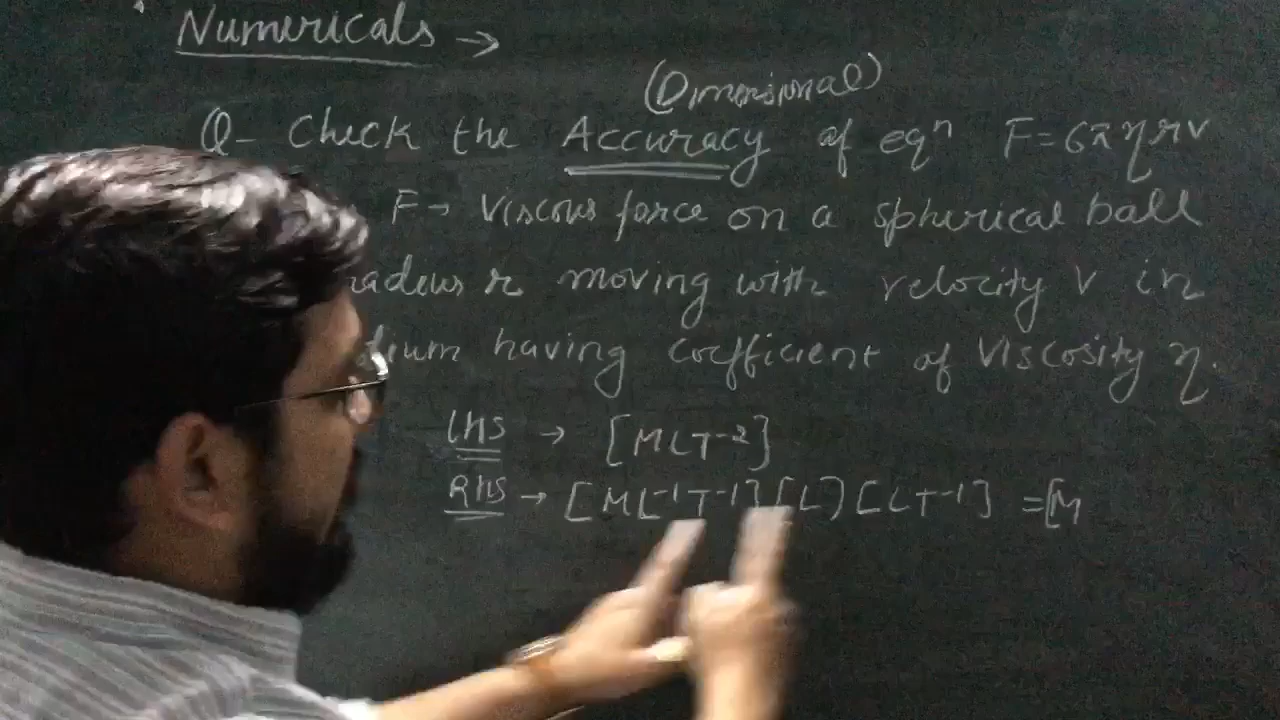 Numericals →
(Dimensional)
Q- Check the Accuracy of eqⁿ F=6πηrv
F→ Viscous force on a spherical ball
radius r moving with velocity v in
dium having coefficient of Viscosity η.
LHS → [MLT⁻²]
RHS → [ML⁻¹T⁻¹][L][LT⁻¹] =[M